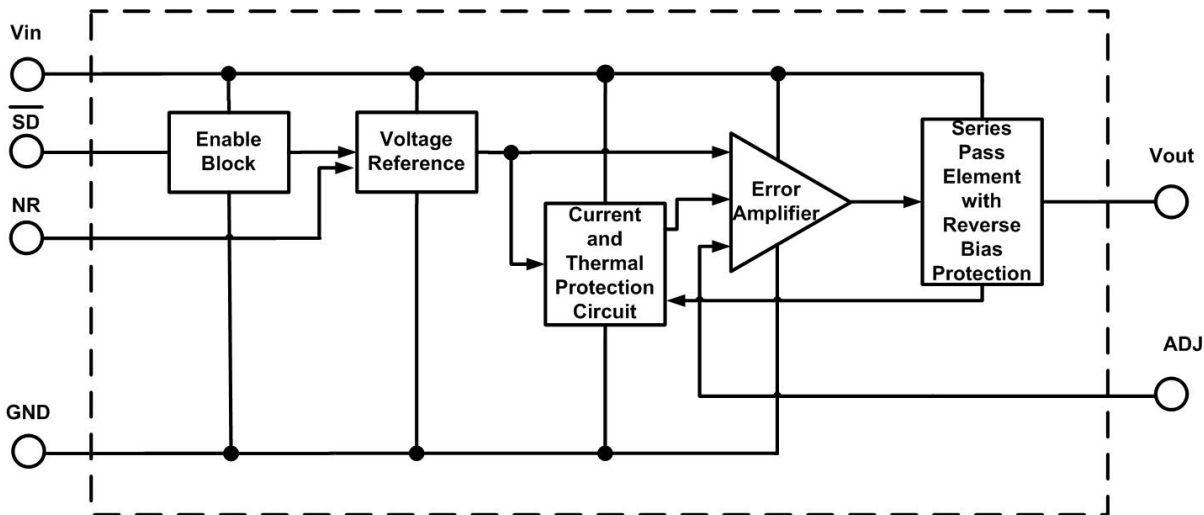 Vin
SD
NR
GND
Enable
Block
Voltage
Reference
Current
and
Thermal
Protection
Circuit
Error
Amplifier
Series
Pass
Element
with
Reverse
Bias
Protection
Vout
ADJ